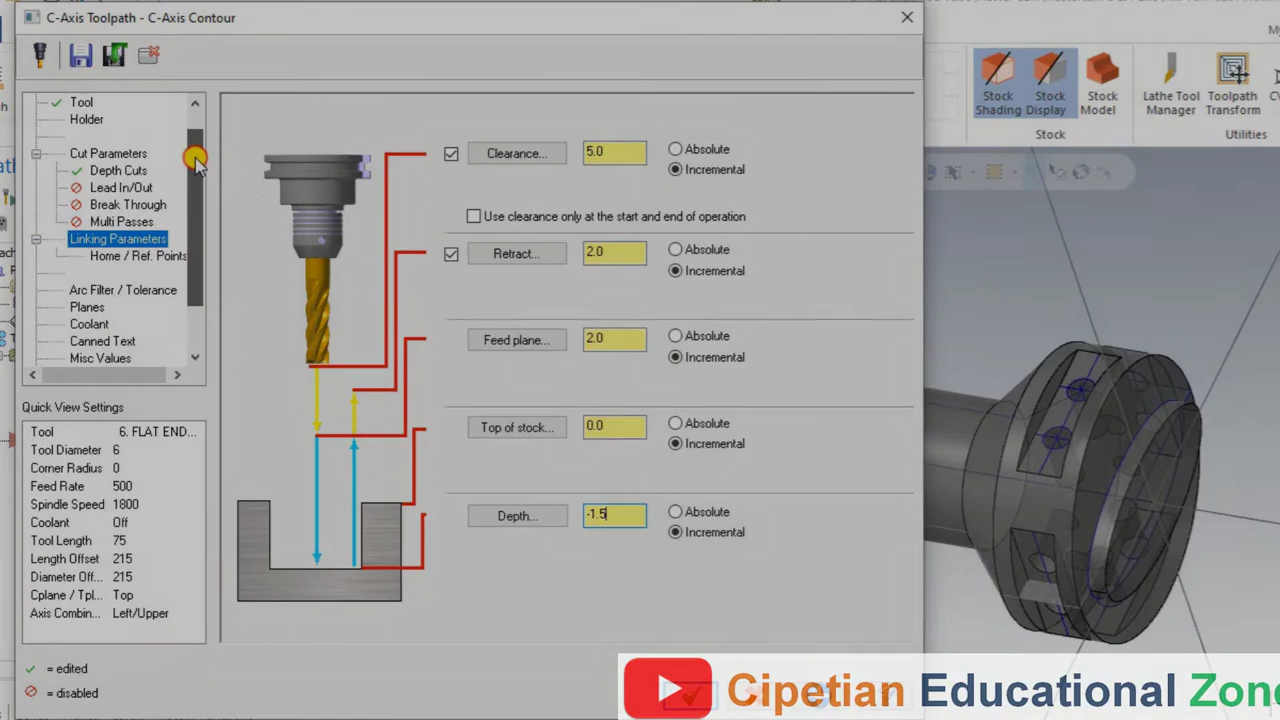 C-Axis Toolpath - C-Axis Contour
Tool
Holder
Cut Parameters
Depth Cuts
Lead In/Out
Break Through
Multi Passes
Linking Parameters
Home / Ref. Points
Arc Filter / Tolerance
Planes
Coolant
Canned Text
Misc Values
Quick View Settings
Tool 6. FLAT END...
Tool Diameter 6
Corner Radius 0
Feed Rate 500
Spindle Speed 1800
Coolant Off
Tool Length 75
Length Offset 215
Diameter Off... 215
Cplane / Tpl... Top
Axis Combin... Left/Upper
= edited
= disabled
Clearance... 5.0
Absolute
Incremental
Use clearance only at the start and end of operation
Retract... 2.0
Absolute
Incremental
Feed plane... 2.0
Absolute
Incremental
Top of stock... 0.0
Absolute
Incremental
Depth... -1.5
Absolute
Incremental
Stock Shading
Stock Display
Stock Model
Lathe Tool Manager
Toolpath Transform
Stock
Utilities
Cipetian Educational Zone